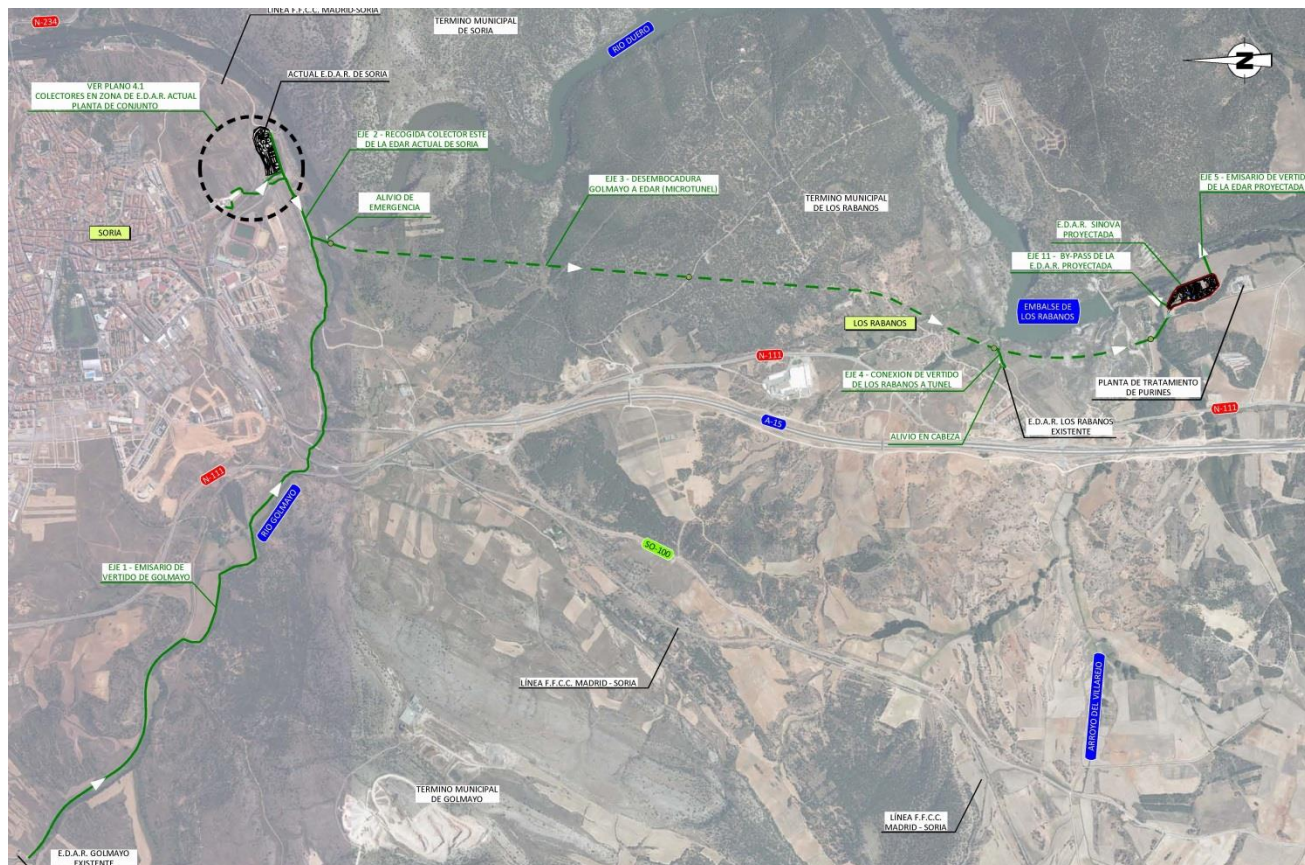 LÍNEA F.F.C.C. MADRID-SORIA
N-234
TERMINO MUNICIPAL
DE SORIA
RIO DUERO
N
VER PLANO 4.1
COLECTORES EN ZONA DE E.D.A.R. ACTUAL
PLANTA DE CONJUNTO
ACTUAL E.D.A.R. DE SORIA
EJE 2 - RECOGIDA COLECTOR ESTE
DE LA EDAR ACTUAL DE SORIA
ALIVIO DE
EMERGENCIA
EJE 3 - DESEMBOCADURA
GOLMAYO A EDAR (MICROTUNEL)
TÉRMINO MUNICIPAL
DE LOS RABANOS
EJE 5 - EMISARIO DE VERTID
DE LA EDAR PROYECTADA
SORIA
E.D.A.R. SINOVA
PROYECTADA
EJE 11 - BY-PASS DE LA
E.D.A.R. PROYECTADA
EMBALSE DE
LOS RABANOS
LOS RABANOS
N-111
EJE 4 - CONEXION DE VERTIDO
DE LOS RABANOS A TUNEL
PLANTA DE TRATAMIENTO
DE PURINES
N-111
A-15
E.D.A.R. LOS RABANOS
EXISTENTE
ALIVIO EN CABEZA
N-111
RIO GOLMAYO
SO-100
EJE 1 - EMISARIO DE
VERTIDO DE GOLMAYO
LÍNEA F.F.C.C. MADRID - SORIA
ARROYO DEL VILLAREJO
TERMINO MUNICIPAL
DE GOLMAYO
LÍNEA F.F.C.C.
MADRID - SORIA
E.D.A.R. GOLMAYO
EXISTENTE